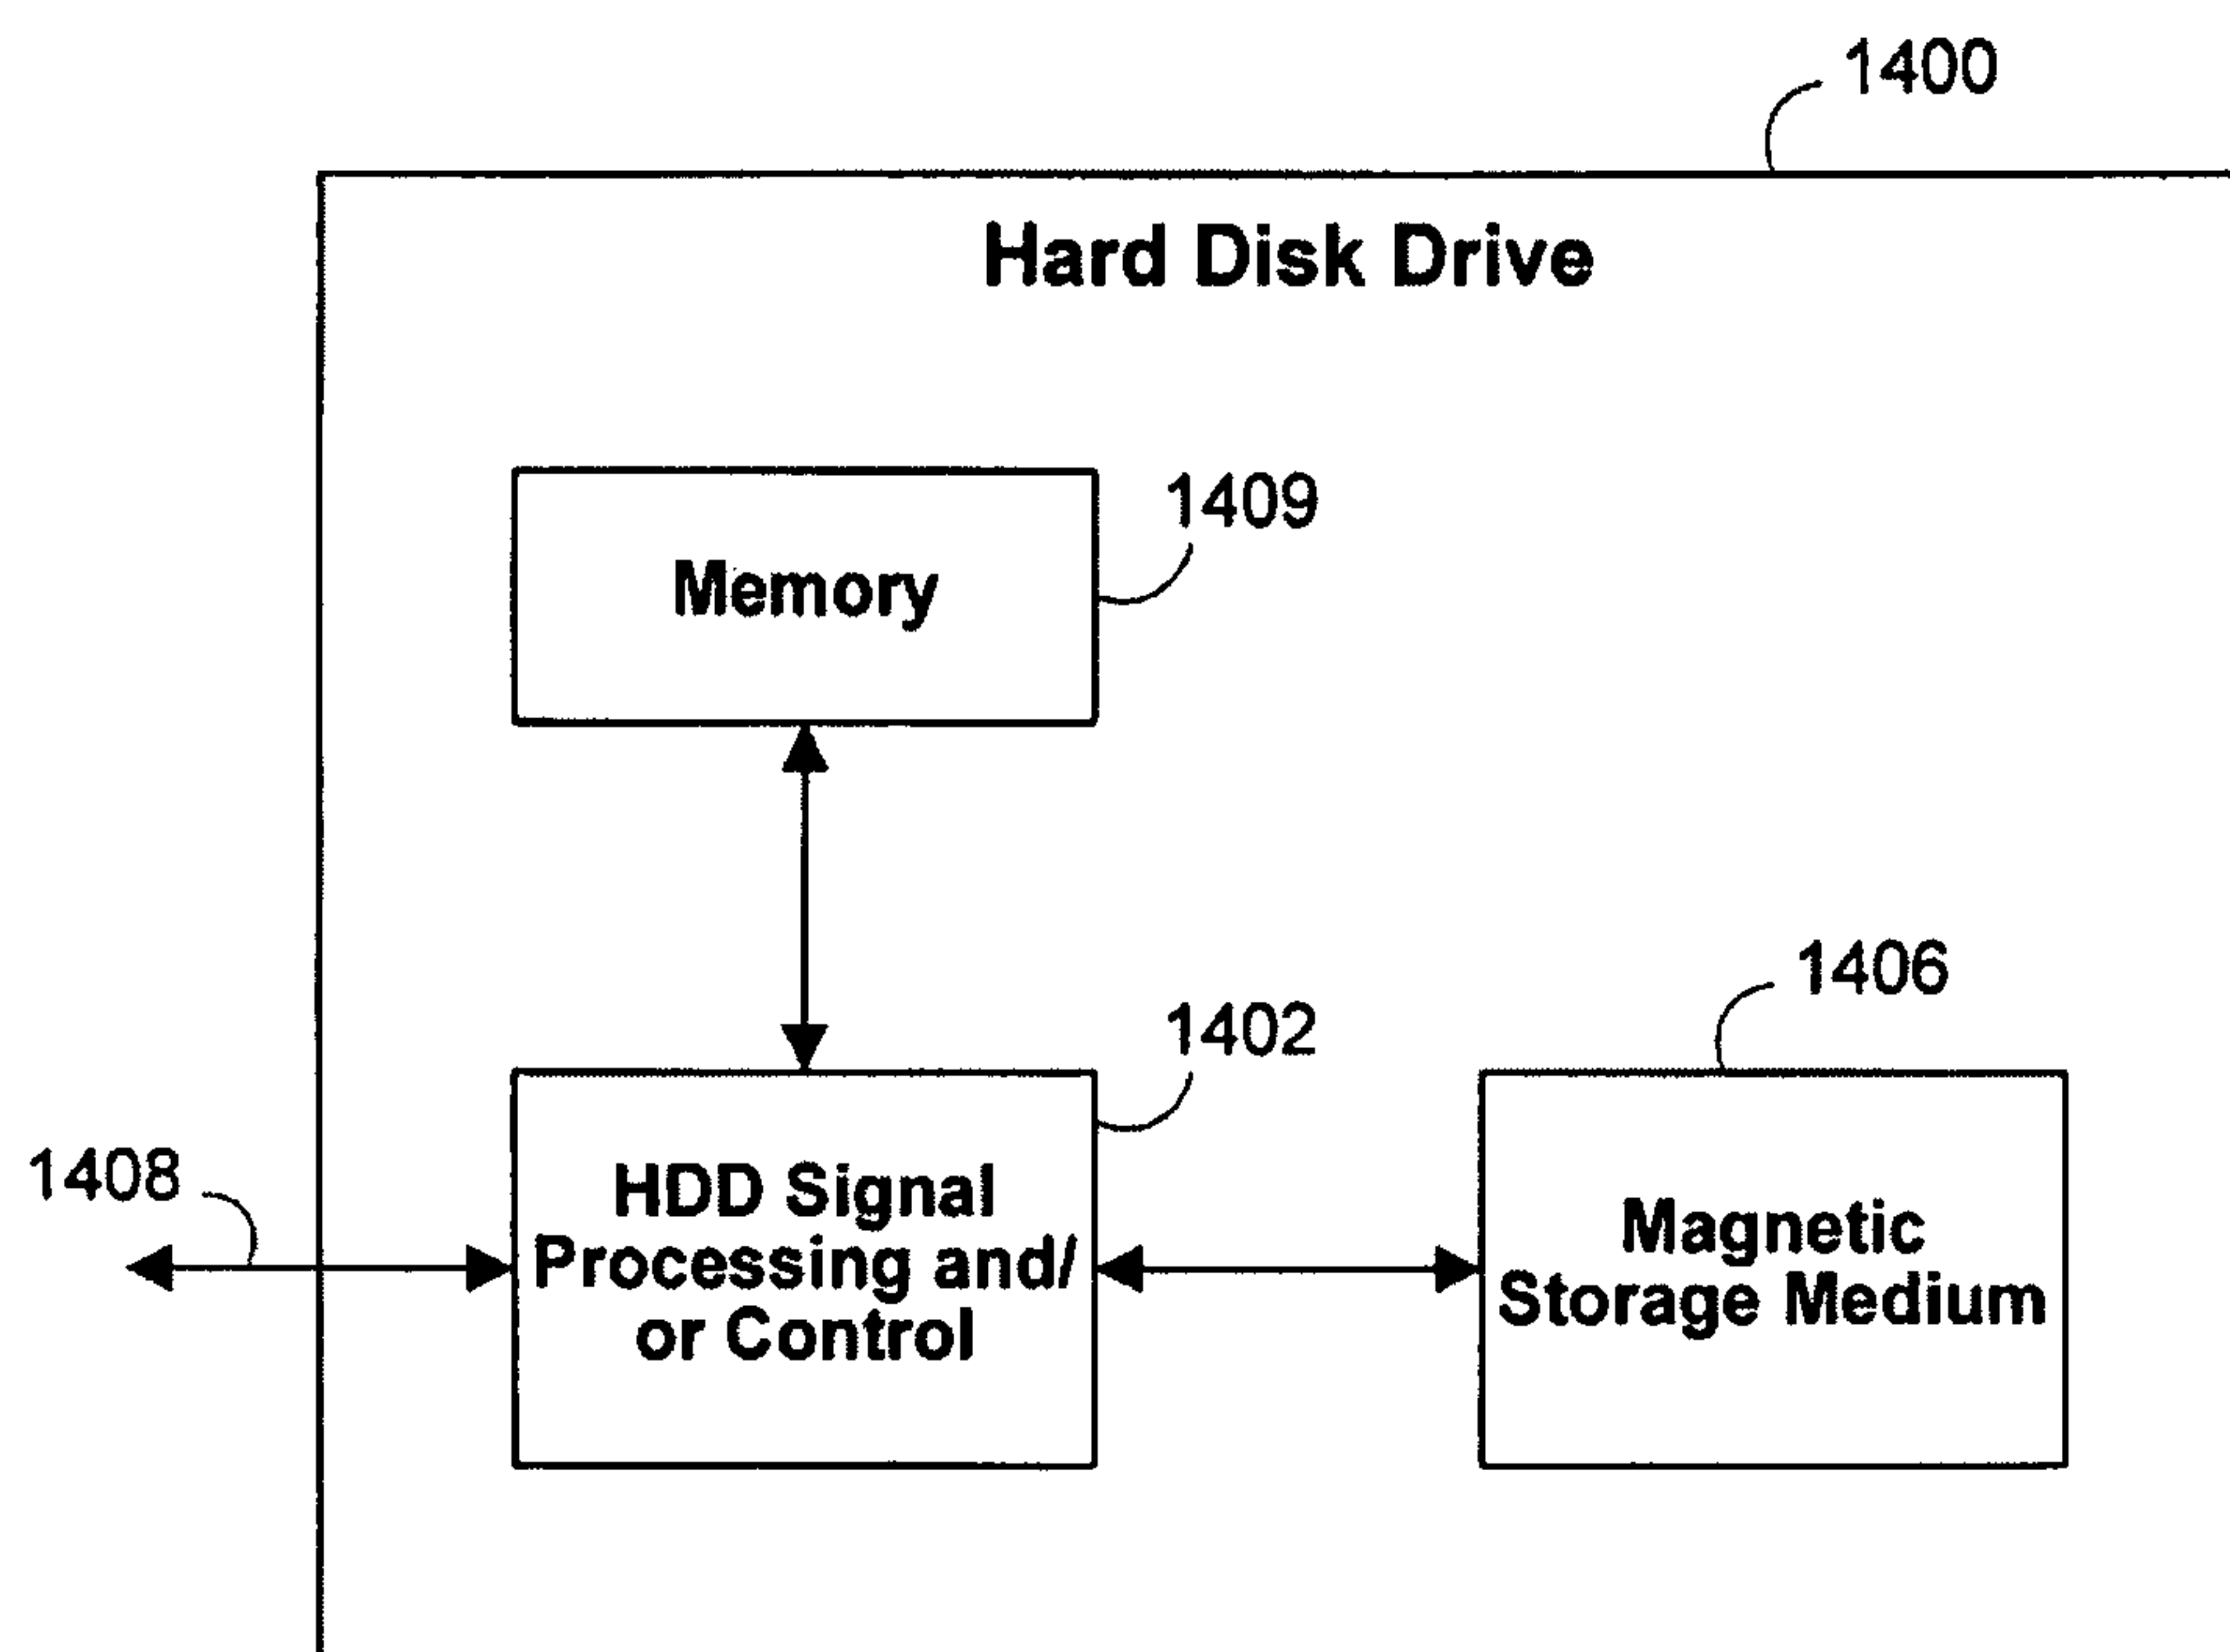 1400
Hard Disk Drive
1409
Memory
1406
1402
1408
HDD Signal
Processing and/
or Control
Magnetic
Storage Medium